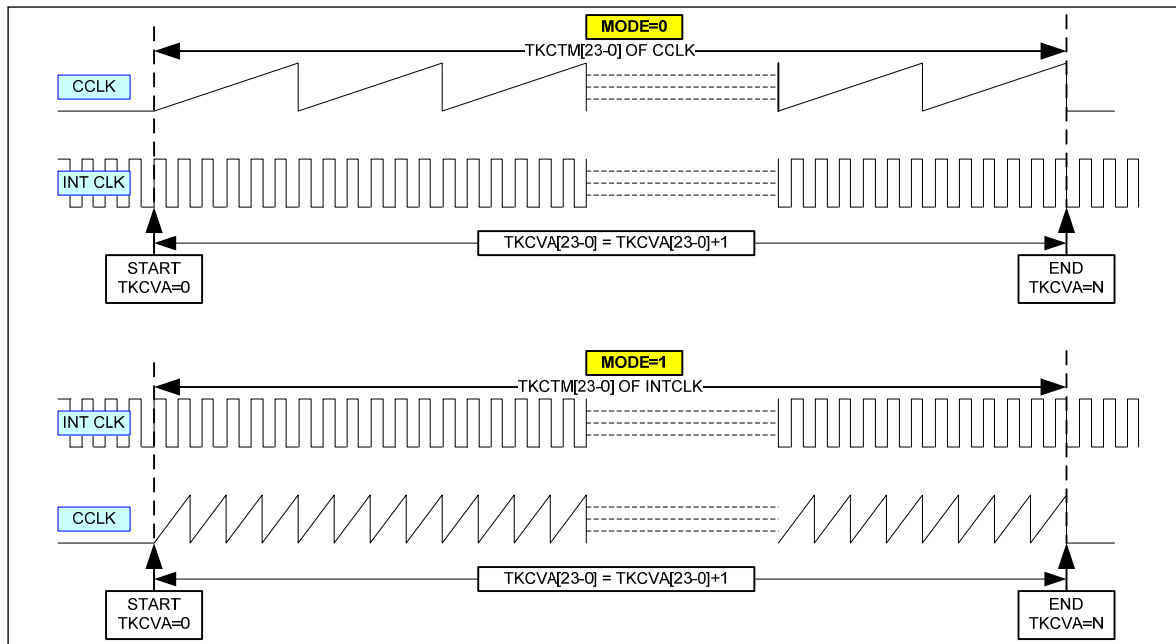 MODE=0
TKCTM[23-0] OF CCLK
CCLK
INT CLK
TKCVA[23-0] = TKCVA[23-0]+1
START
TKCVA=0
END
TKCVA=N
MODE=1
TKCTM[23-0] OF INTCLK
INT CLK
CCLK
TKCVA[23-0] = TKCVA[23-0]+1
START
TKCVA=0
END
TKCVA=N